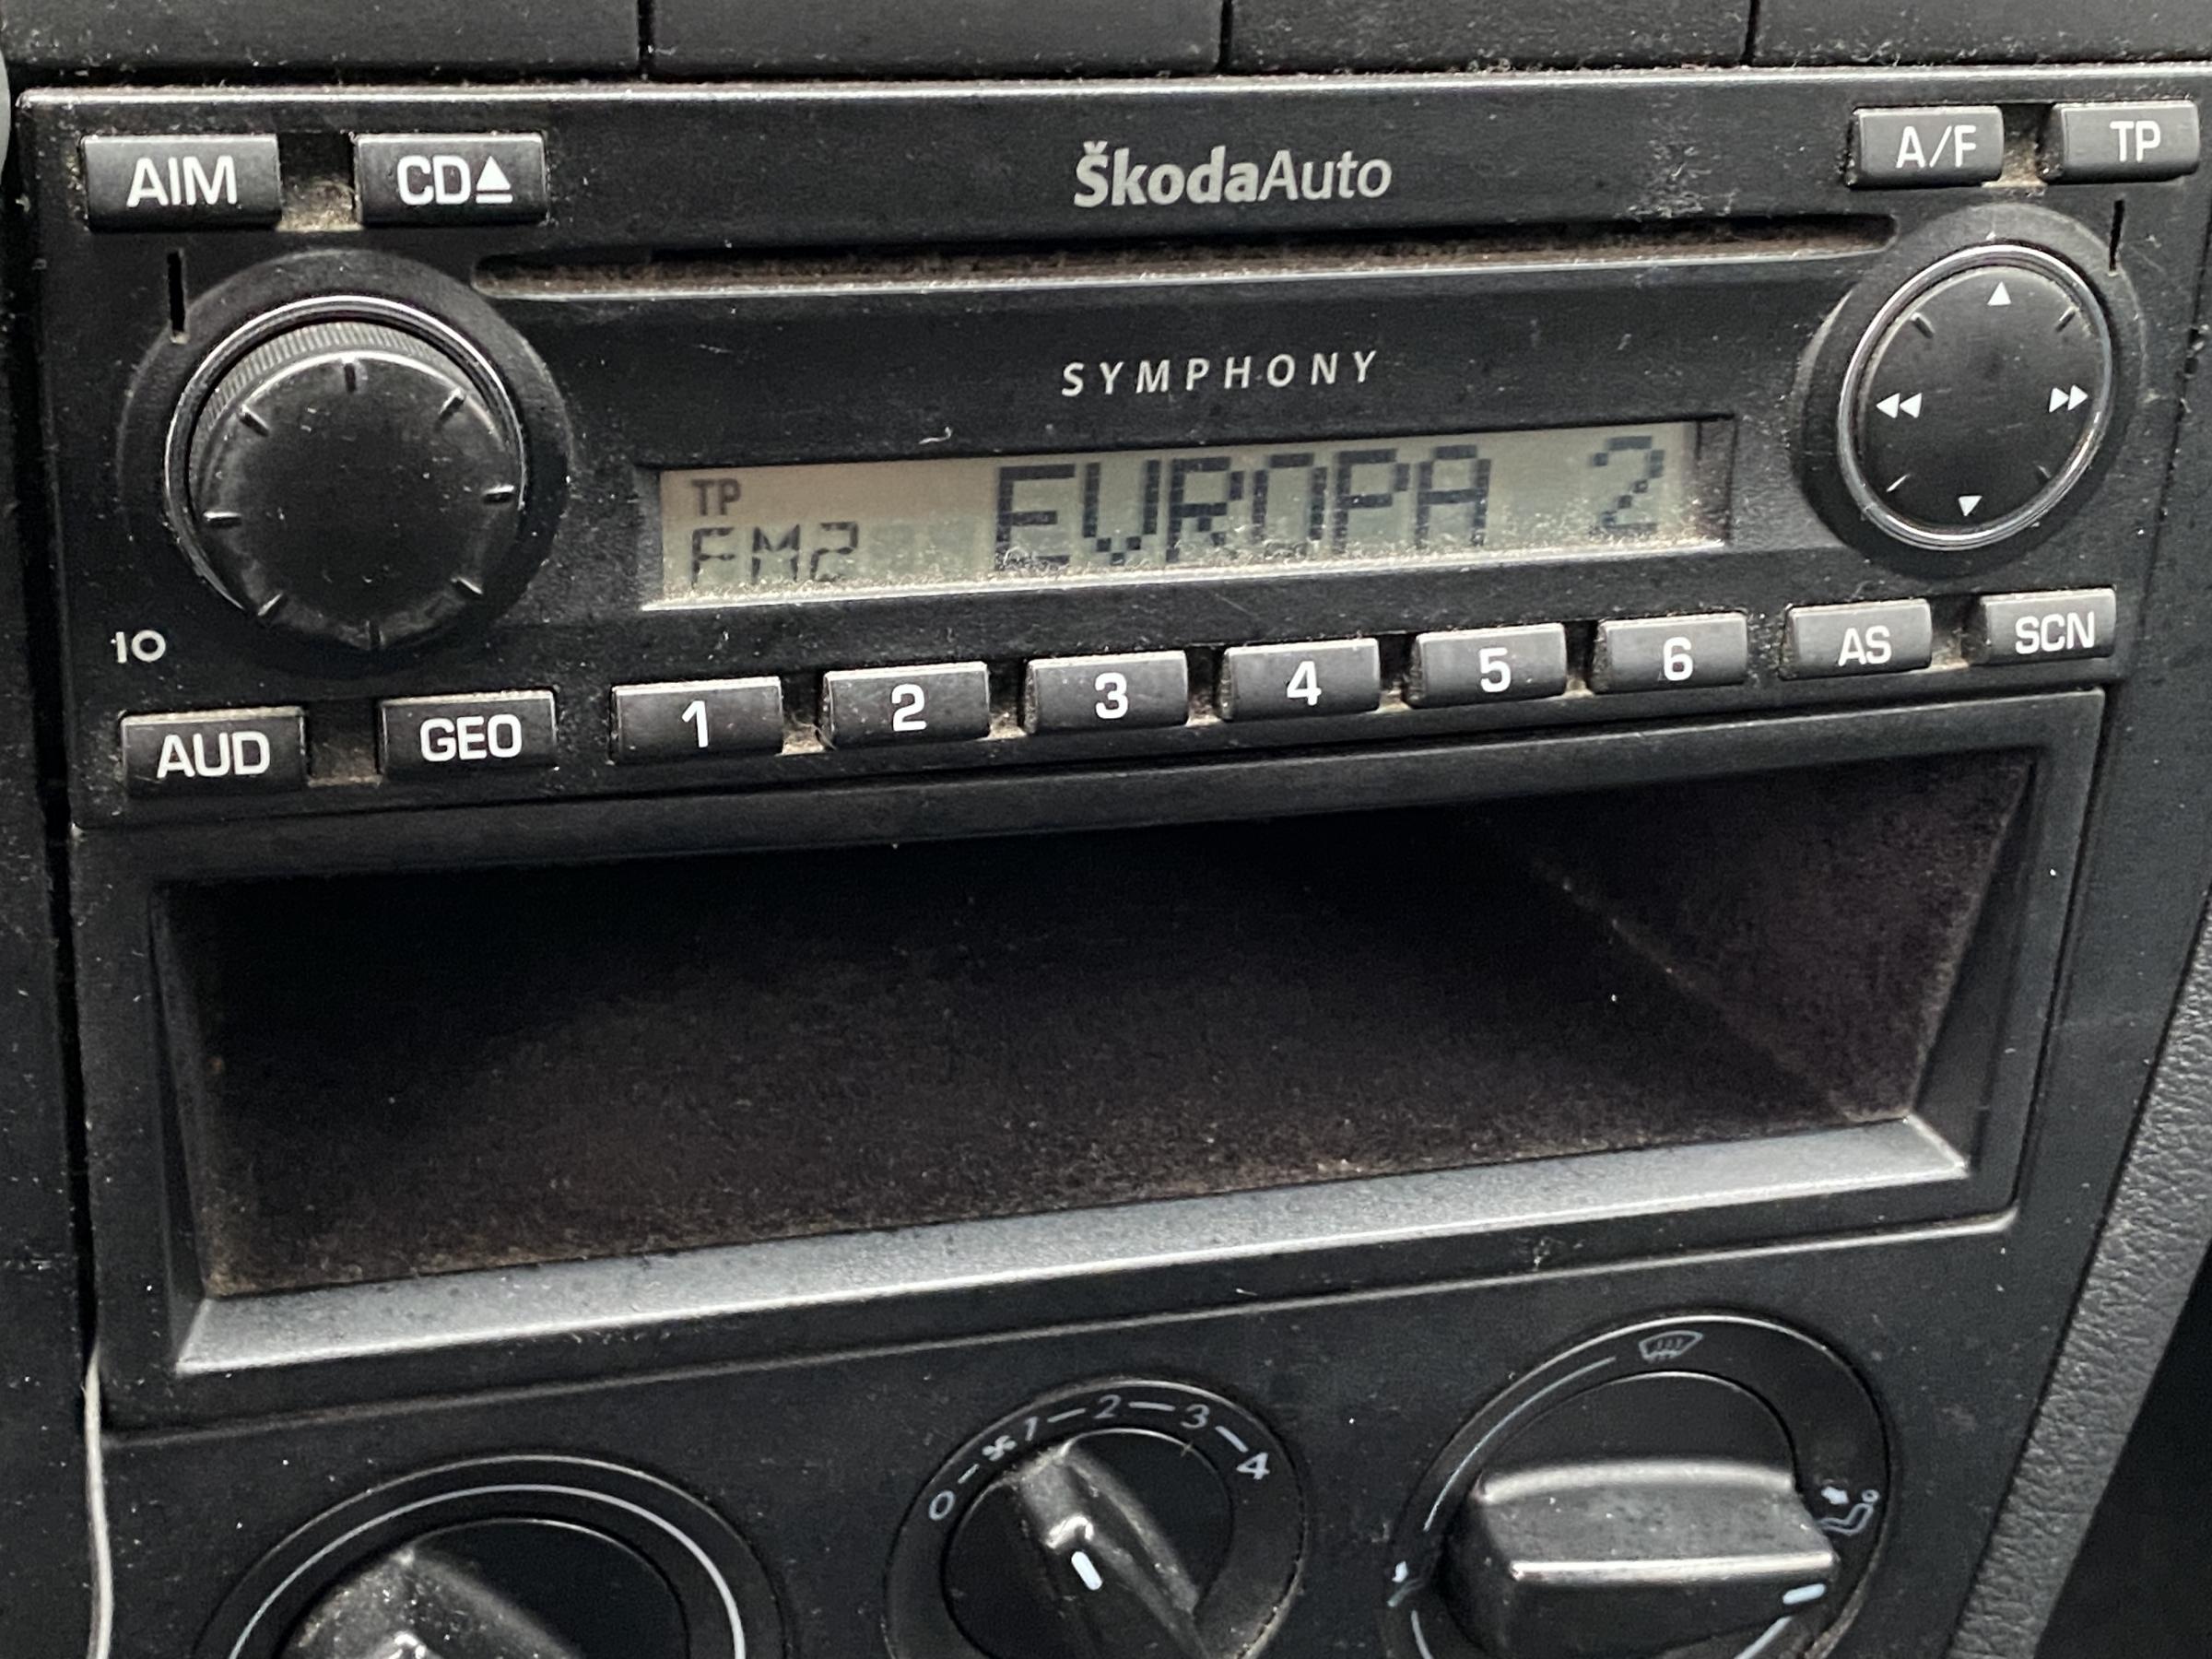 AIM CD ŠkodaAuto A/F TP
SYMPHONY
TP
FM2 EVROPA 2
IO
AUD GEO 1 2 3 4 5 6 AS SCN
0 1 2 3 4